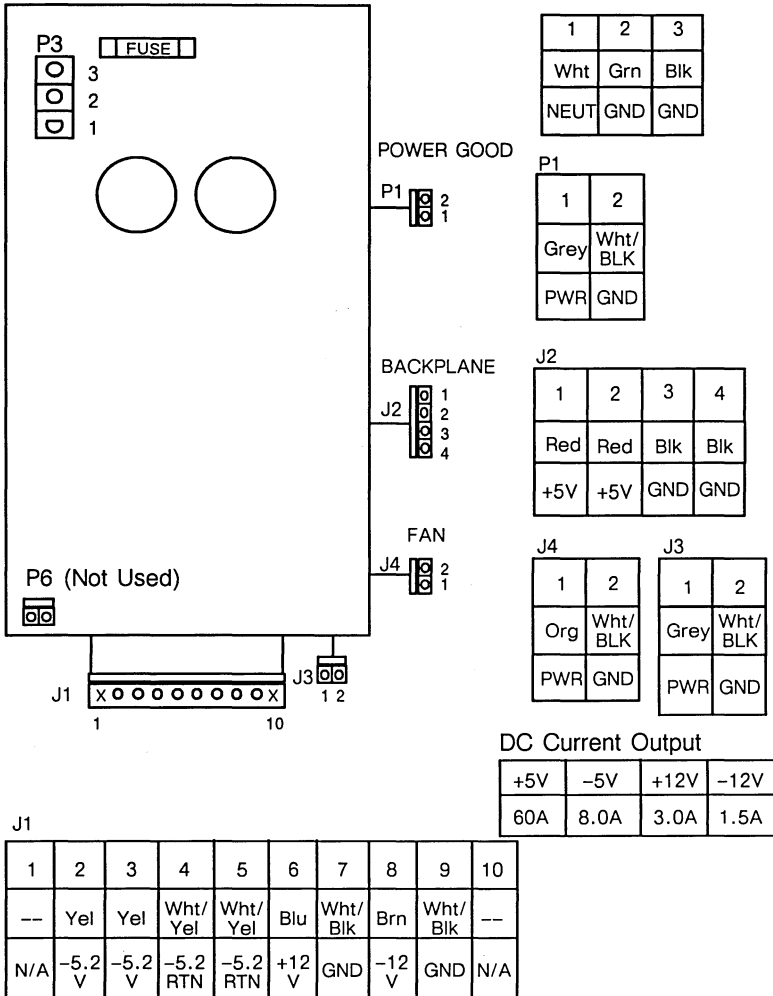 P3
FUSE
3
2
1
1 2 3
Wht Grn Blk
NEUT GND GND
POWER GOOD
P1
2
1
P1
1 2
Grey Wht/ BLK
PWR GND
BACKPLANE
J2
1
2
3
4
J2
1 2 3 4
Red Red Blk Blk
+5V +5V GND GND
FAN
J4
2
1
J4
1 2
Org Wht/ BLK
PWR GND
J3
1 2
Grey Wht/ BLK
PWR GND
P6 (Not Used)
J1
X X
1 10
J3
1 2
DC Current Output
+5V -5V +12V -12V
60A 8.0A 3.0A 1.5A
J1
1 2 3 4 5 6 7 8 9 10
-- Yel Yel Wht/ Yel Wht/ Yel Blu Wht/ Blk Brn Wht/ Blk --
N/A -5.2 V -5.2 V -5.2 RTN -5.2 RTN +12 V GND -12 V GND N/A